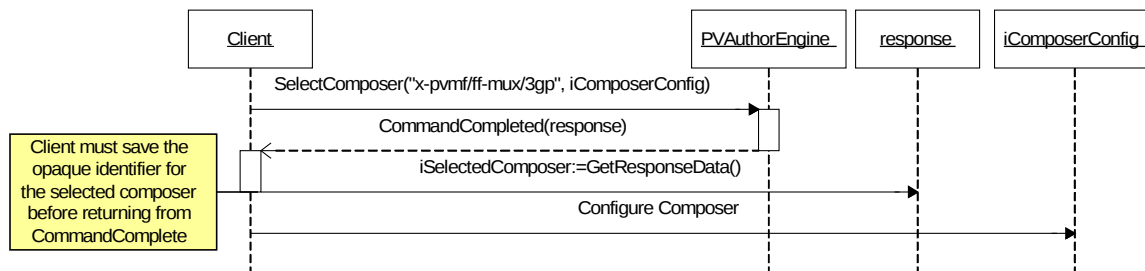 Client
PVAuthorEngine
response
iComposerConfig
SelectComposer("x-pvmf/ff-mux/3gp", iComposerConfig)
CommandCompleted(response)
Client must save the
opaque identifier for
the selected composer
before returning from
CommandComplete
iSelectedComposer:=GetResponseData()
Configure Composer